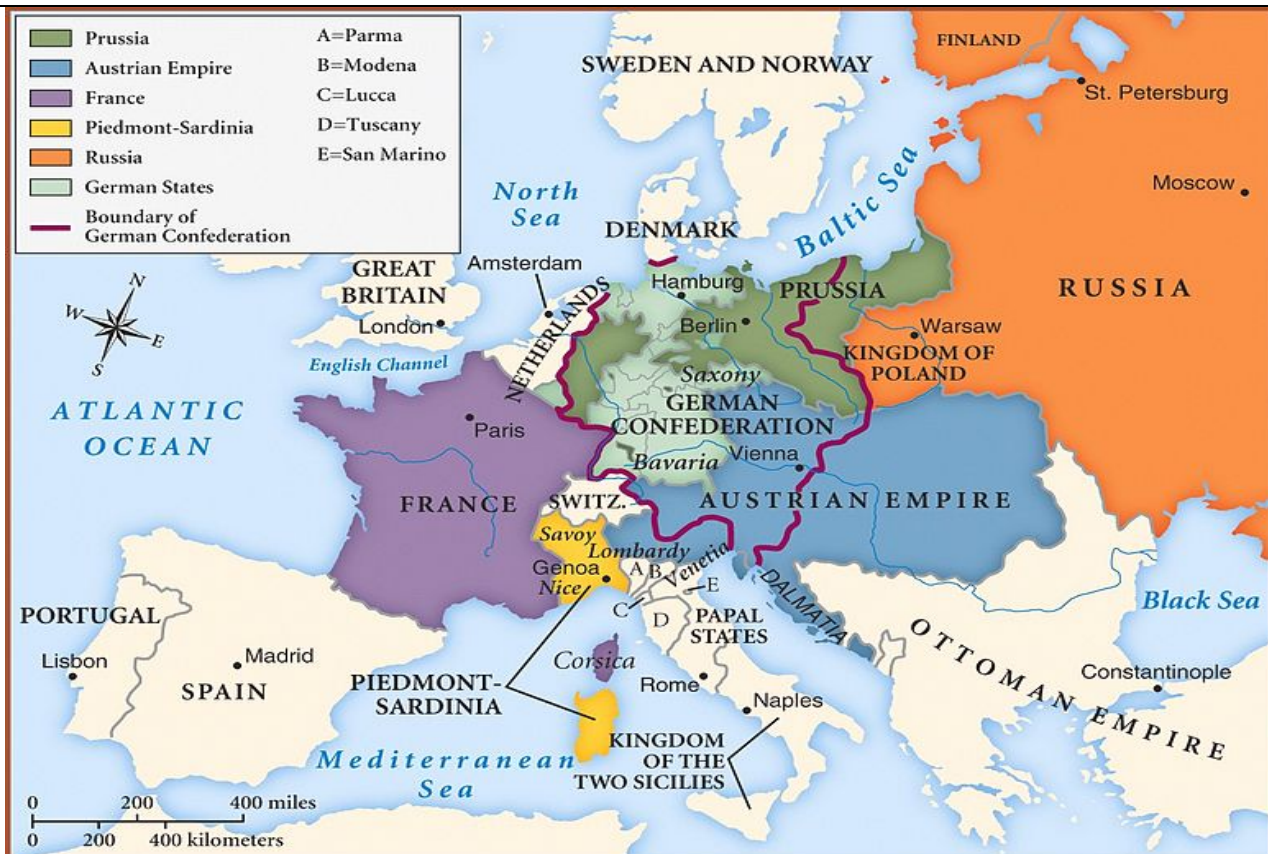 Prussia
Austrian Empire
France
Piedmont-Sardinia
Russia
German States
Boundary of
German Confederation
A=Parma
B=Modena
C=Lucca
D=Tuscany
E=San Marino
N
W
E
S
FINLAND
SWEDEN AND NORWAY
St. Petersburg
Moscow
North
Sea
Baltic Sea
DENMARK
Amsterdam
GREAT
BRITAIN
London
NETHERLANDS
Hamburg
PRUSSIA
RUSSIA
Berlin
Warsaw
KINGDOM OF
POLAND
English Channel
Saxony
GERMAN
CONFEDERATION
ATLANTIC
OCEAN
Paris
Bavaria
Vienna
FRANCE
SWITZ.
AUSTRIAN EMPIRE
Savoy
Lombardy
Venetia
Genoa
Nice
A
B
C
D
E
DALMATIA
PAPAL
STATES
Black Sea
PORTUGAL
Lisbon
Madrid
SPAIN
Corsica
PIEDMONT-
SARDINIA
Rome
Naples
OTTOMAN EMPIRE
Constantinople
KINGDOM
OF THE
TWO SICILIES
Mediterranean
Sea
0 200 400 miles
0 200 400 kilometers